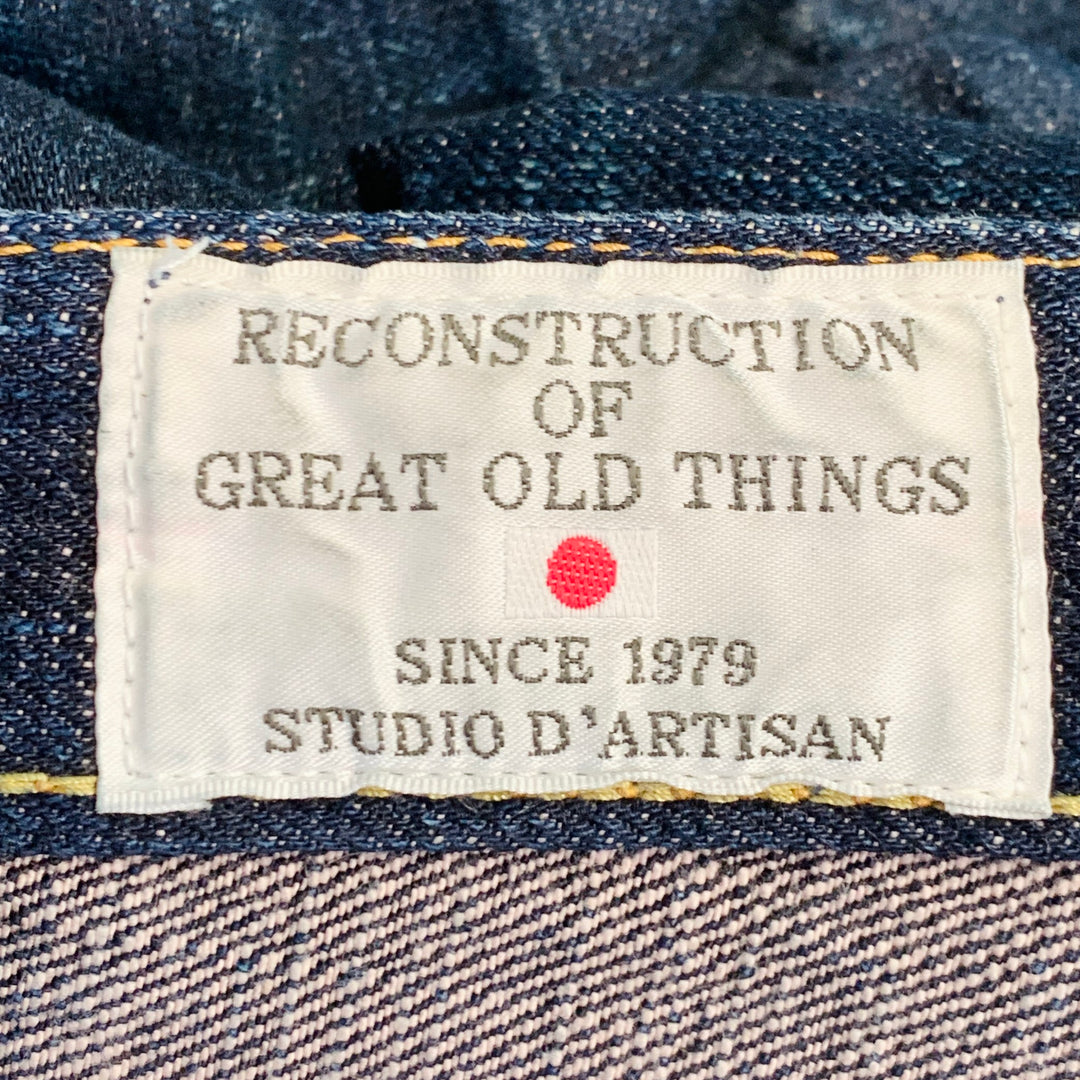 RECONSTRUCTION
OF
GREAT OLD THINGS
SINCE 1979
STUDIO D'ARTISAN